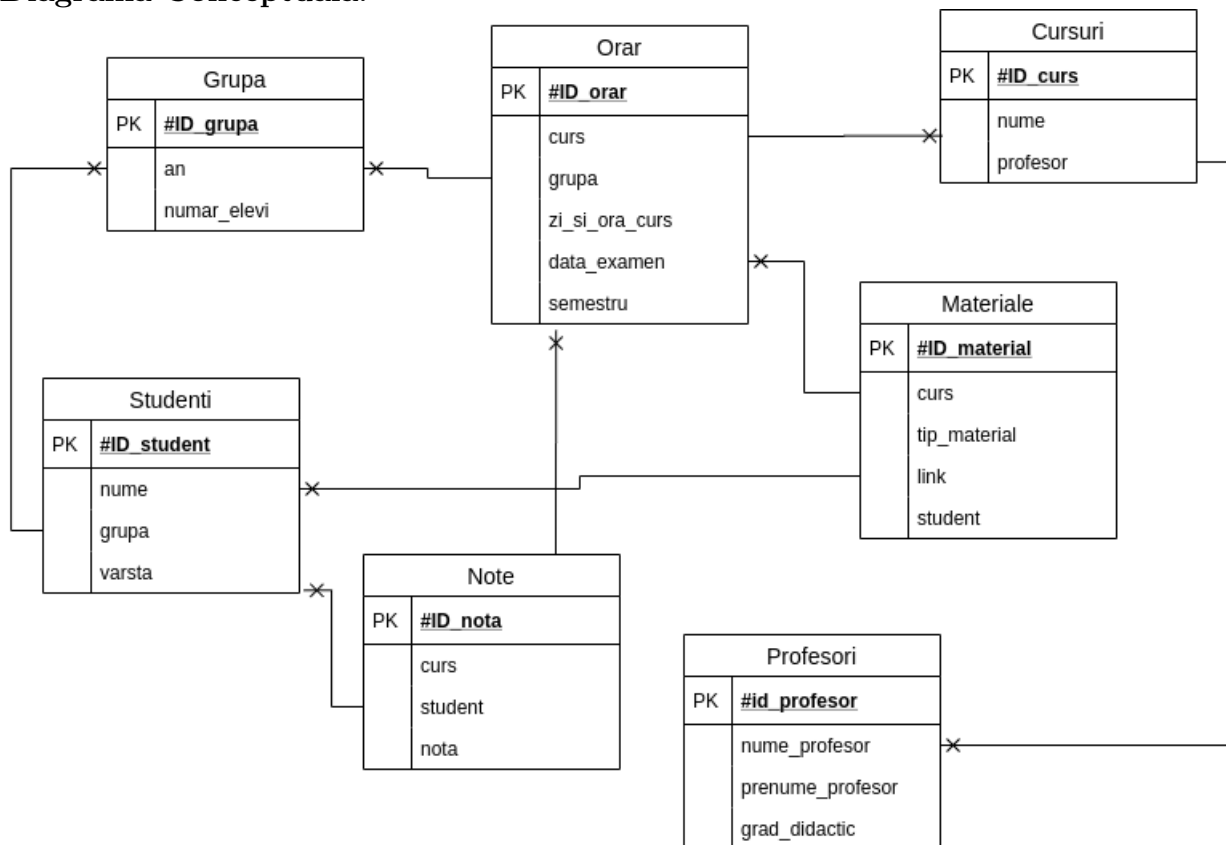 Diagrama Conceptuala:
Grupa
PK #ID_grupa
an
numar_elevi
Orar
PK #ID_orar
curs
grupa
zi_si_ora_curs
data_examen
semestru
Cursuri
PK #ID_curs
nume
profesor
Materiale
PK #ID_material
curs
tip_material
link
student
Studenti
PK #ID_student
nume
grupa
varsta
Note
PK #ID_nota
curs
student
nota
Profesori
PK #id_profesor
nume_profesor
prenume_profesor
grad_didactic